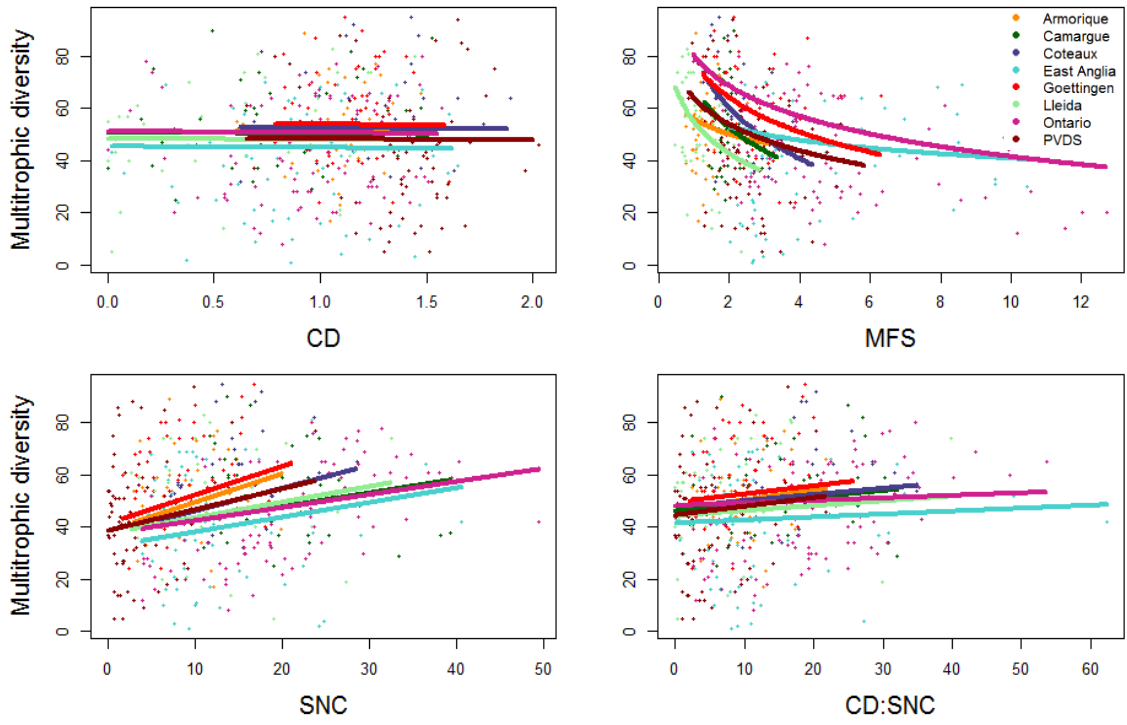 Multitrophic diversity
0 20 40 60 80
0.0 0.5 1.0 1.5 2.0
CD
0 20 40 60 80
0 2 4 6 8 10 12
MFS
Armorique
Camargue
Coteaux
East Anglia
Goettingen
Lleida
Ontario
PVDS
Multitrophic diversity
0 20 40 60 80
0 10 20 30 40 50
SNC
0 20 40 60 80
0 10 20 30 40 50 60
CD:SNC